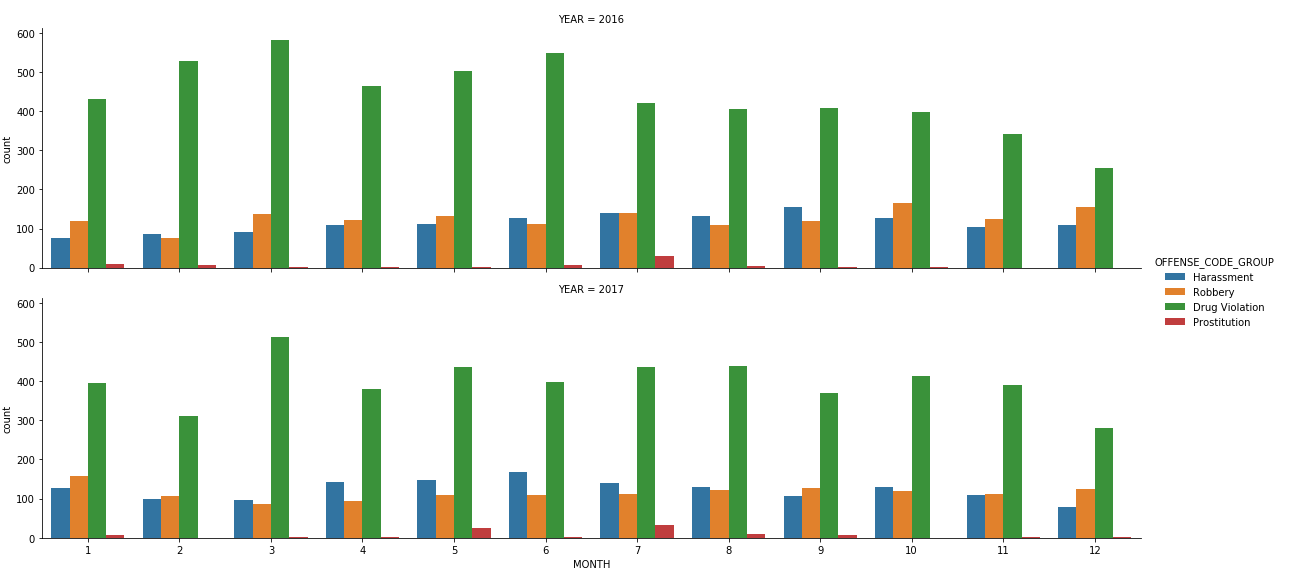 YEAR = 2016
600
500
400
300
200
100
0
count
YEAR = 2017
600
500
400
300
200
100
0
count
1 2 3 4 5 6 7 8 9 10 11 12
MONTH
OFFENSE_CODE_GROUP
Harassment
Robbery
Drug Violation
Prostitution